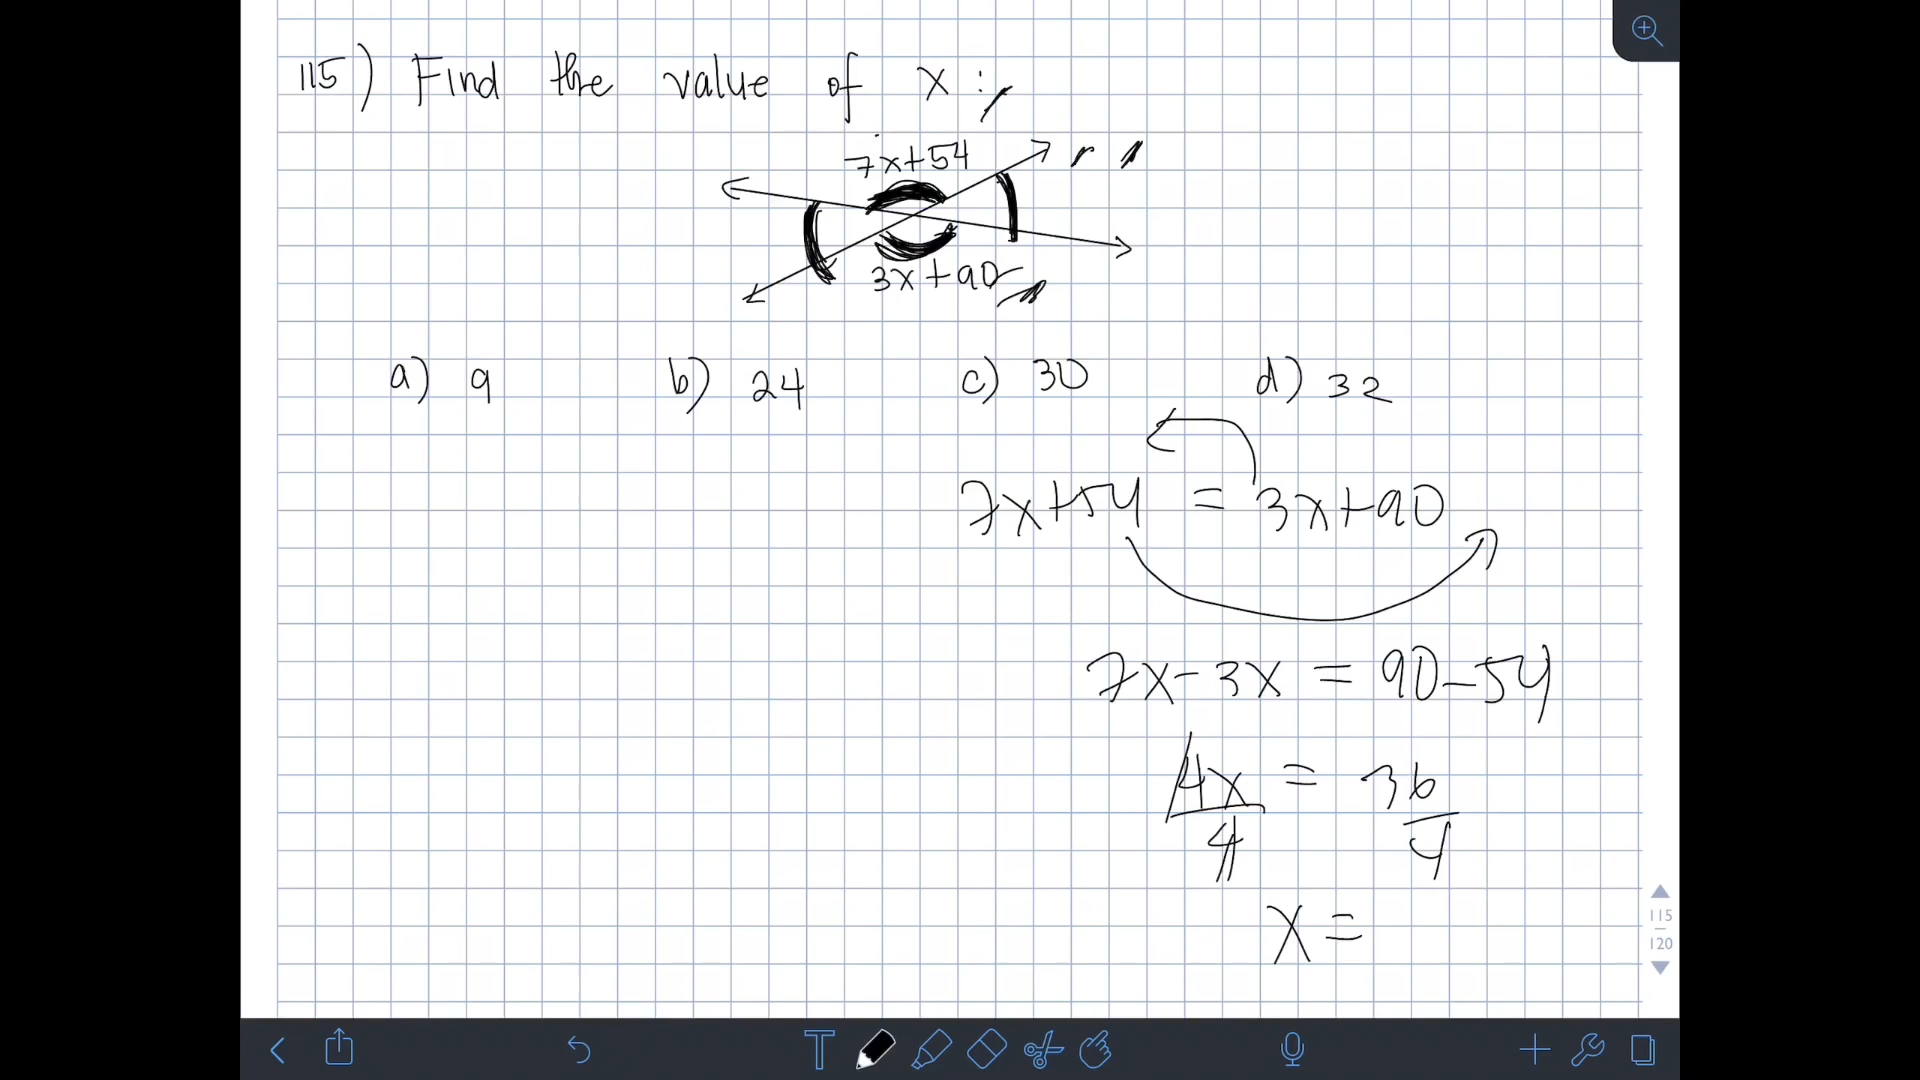 115) Find the value of x :
7x+54
3x+90
a) 9 b) 24 c) 30 d) 32
7x+54 = 3x+90
7x-3x = 90-54
4x/4 = 36/4
x =
115
120
T